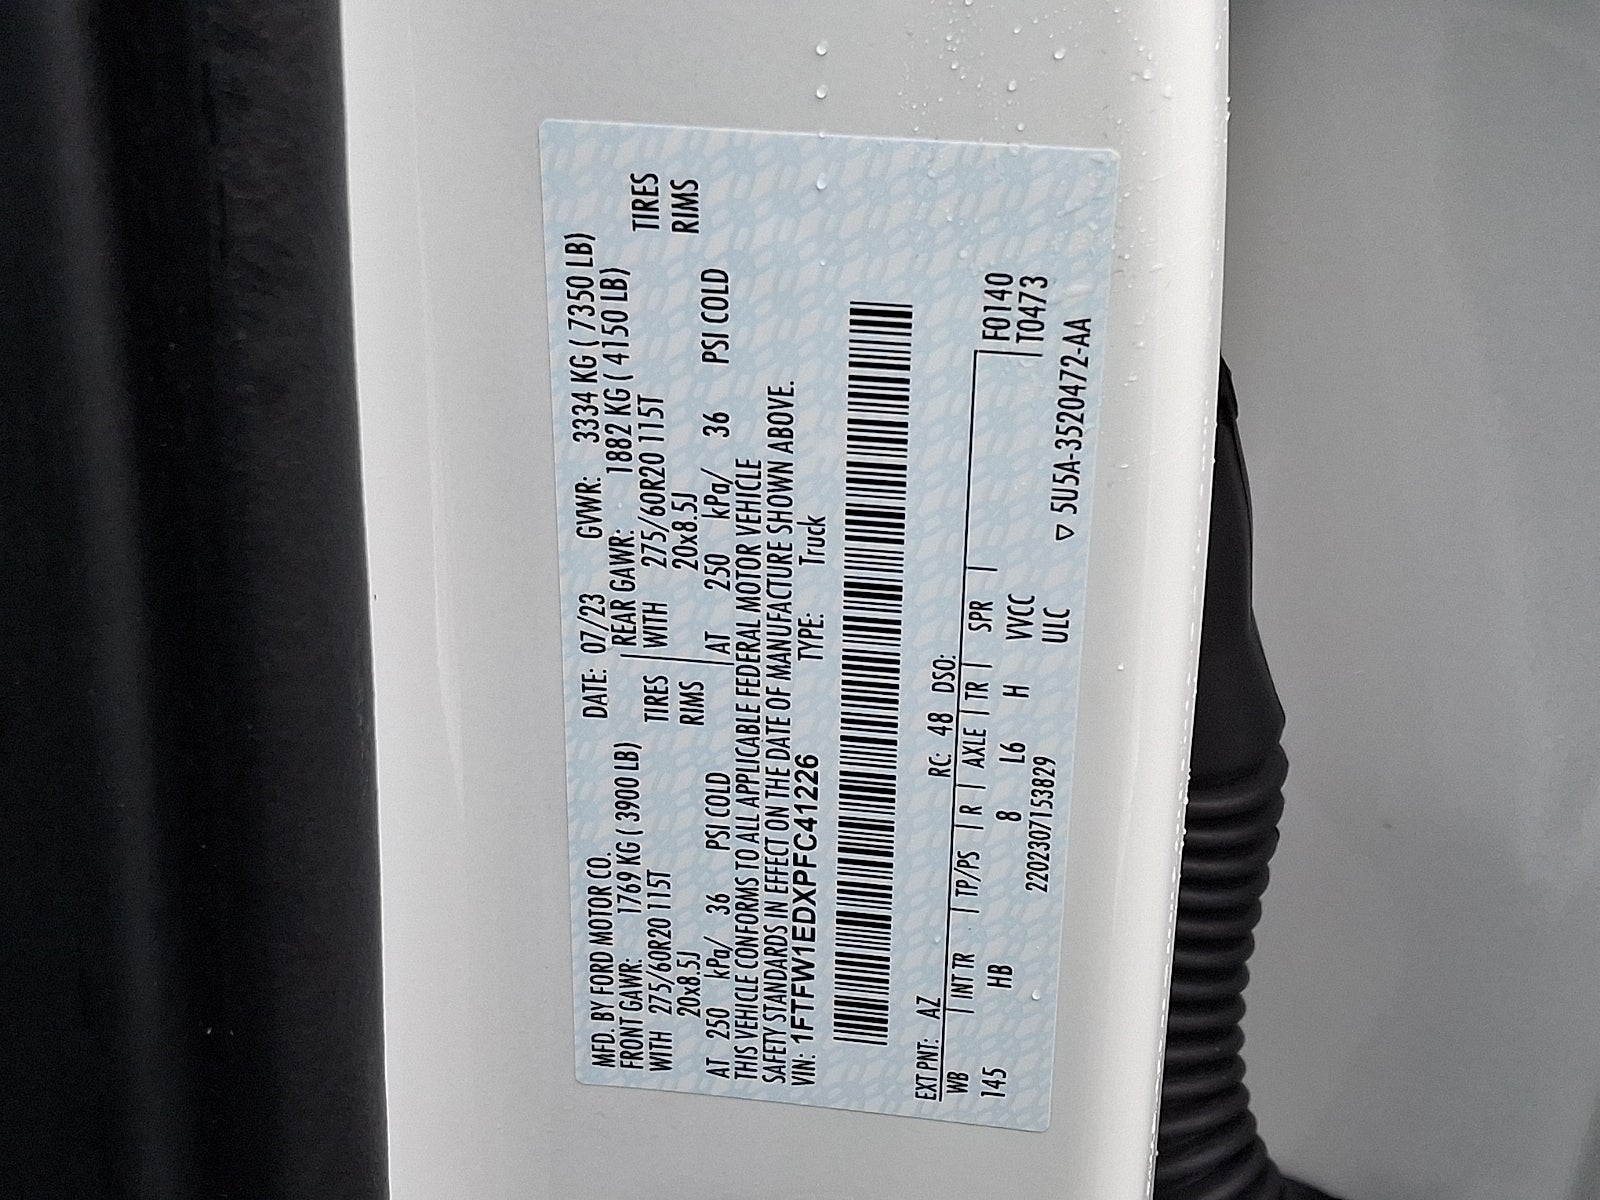 MFD. BY FORD MOTOR CO. DATE: 07/23 GVWR: 3334 KG ( 7350 LB)
FRONT GAWR: 1769 KG ( 3900 LB) REAR GAWR: 1882 KG ( 4150 LB)
WITH 275/60R20 115T TIRES WITH 275/60R20 115T TIRES
20x8.5J RIMS 20x8.5J RIMS
AT 250 kPa/ 36 PSI COLD AT 250 kPa/ 36 PSI COLD
THIS VEHICLE CONFORMS TO ALL APPLICABLE FEDERAL MOTOR VEHICLE
SAFETY STANDARDS IN EFFECT ON THE DATE OF MANUFACTURE SHOWN ABOVE.
VIN: 1FTFW1EDXPFC41226 TYPE: Truck
EXT PNT: AZ RC: 48 DSO:
WB INT TR TP/PS R AXLE TR SPR F0140
145 HB 8 L6 H VVCC T0473
2202307153829 ULC
▽ 5U5A-3520472-AA